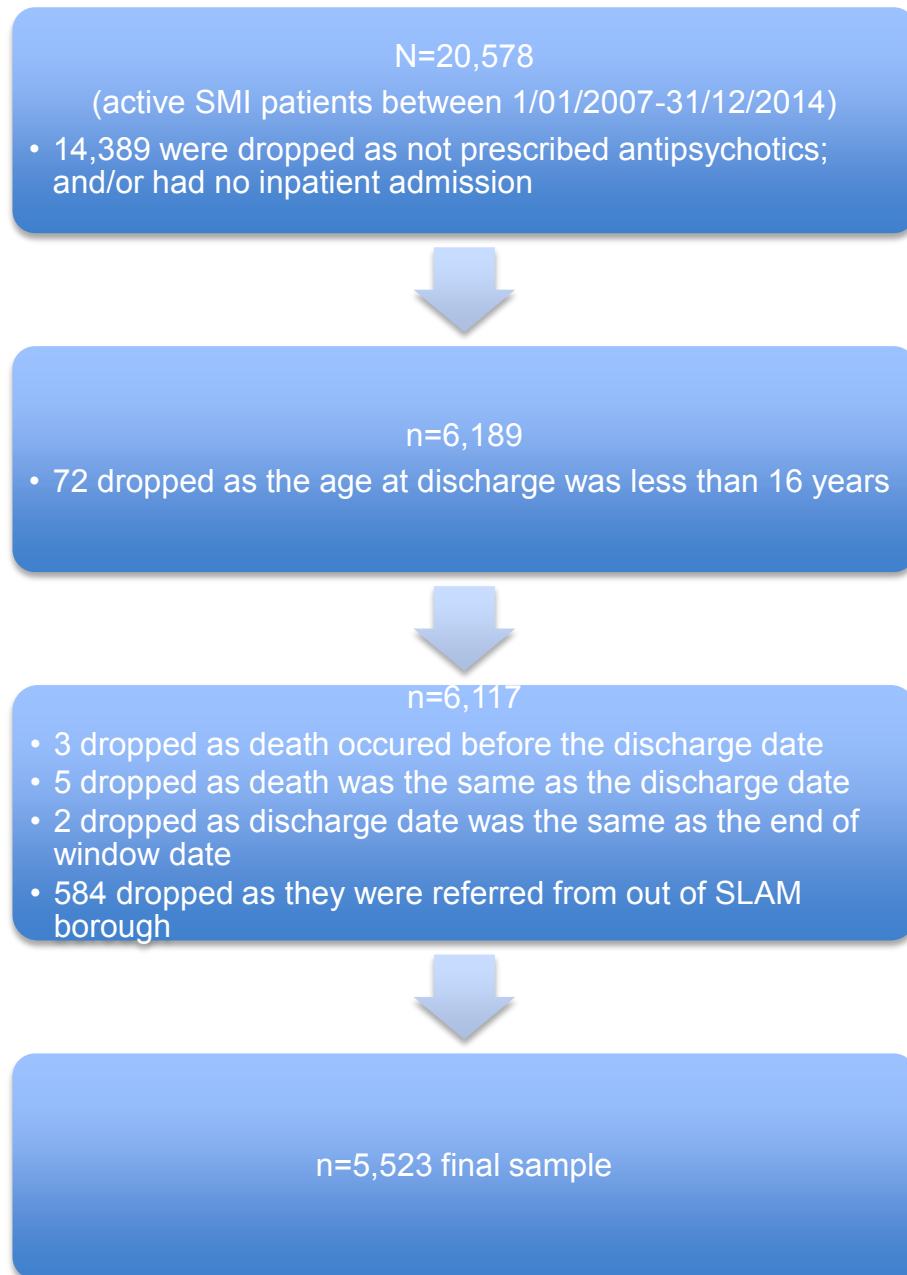 N=20,578
(active SMI patients between 1/01/2007-31/12/2014)
• 14,389 were dropped as not prescribed antipsychotics;
and/or had no inpatient admission
n=6,189
• 72 dropped as the age at discharge was less than 16 years
n=6,117
• 3 dropped as death occured before the discharge date
• 5 dropped as death was the same as the discharge date
• 2 dropped as discharge date was the same as the end of
window date
• 584 dropped as they were referred from out of SLAM
borough
n=5,523 final sample